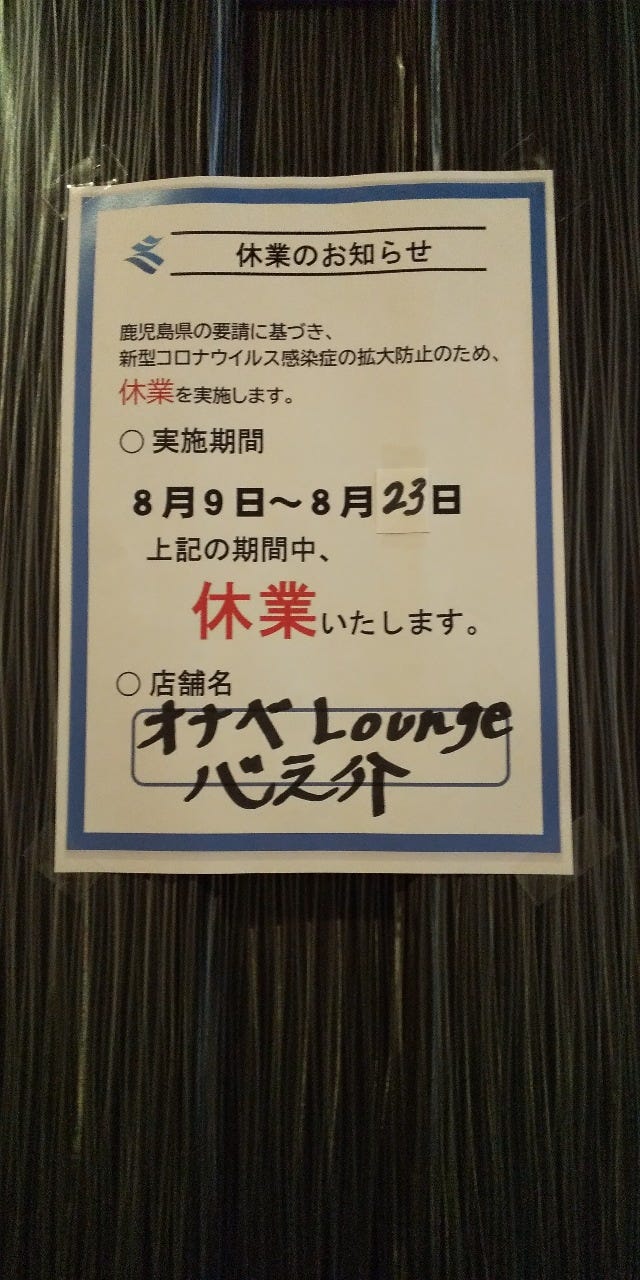 休業のお知らせ
鹿児島県の要請に基づき、
新型コロナウイルス感染症の拡大防止のため、
休業を実施します。
○ 実施期間
8月9日～8月23日
上記の期間中、
休業いたします。
○ 店舗名
オナベ Lounge
心之介